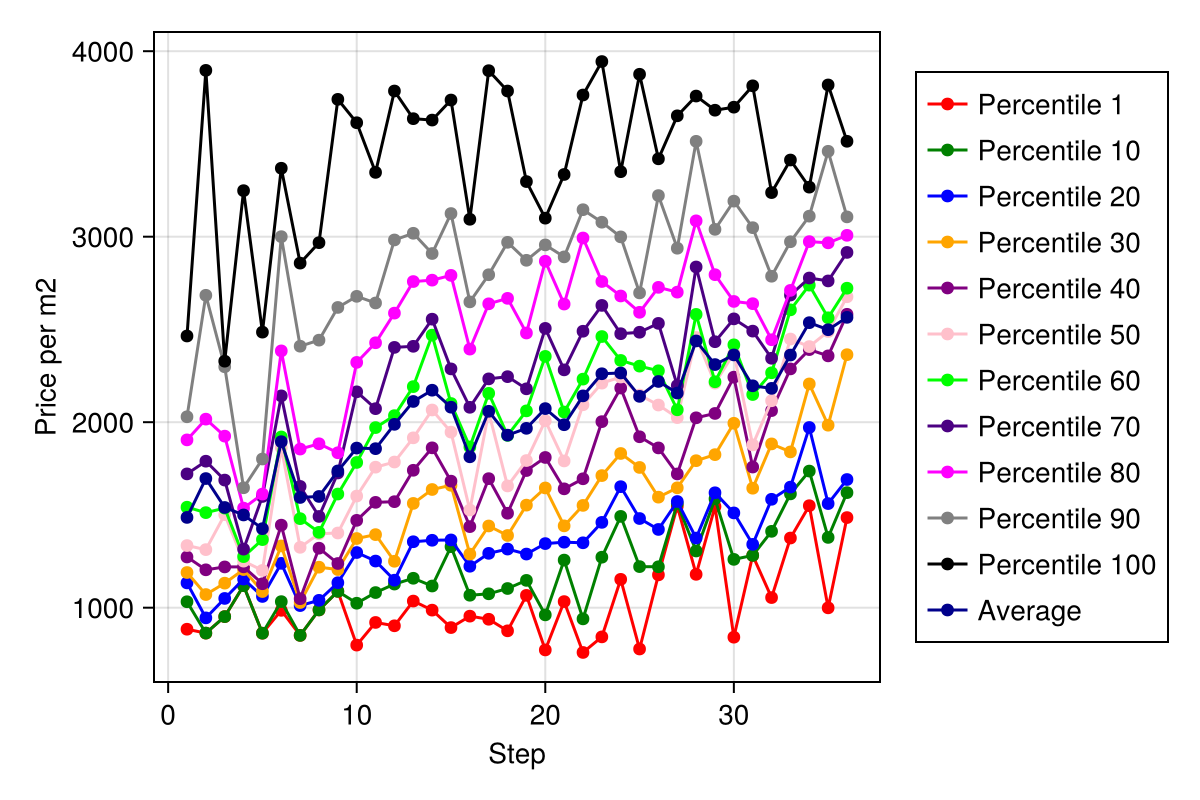 4000
3000
2000
1000
Price per m2
0 10 20 30
Step
Percentile 1
Percentile 10
Percentile 20
Percentile 30
Percentile 40
Percentile 50
Percentile 60
Percentile 70
Percentile 80
Percentile 90
Percentile 100
Average